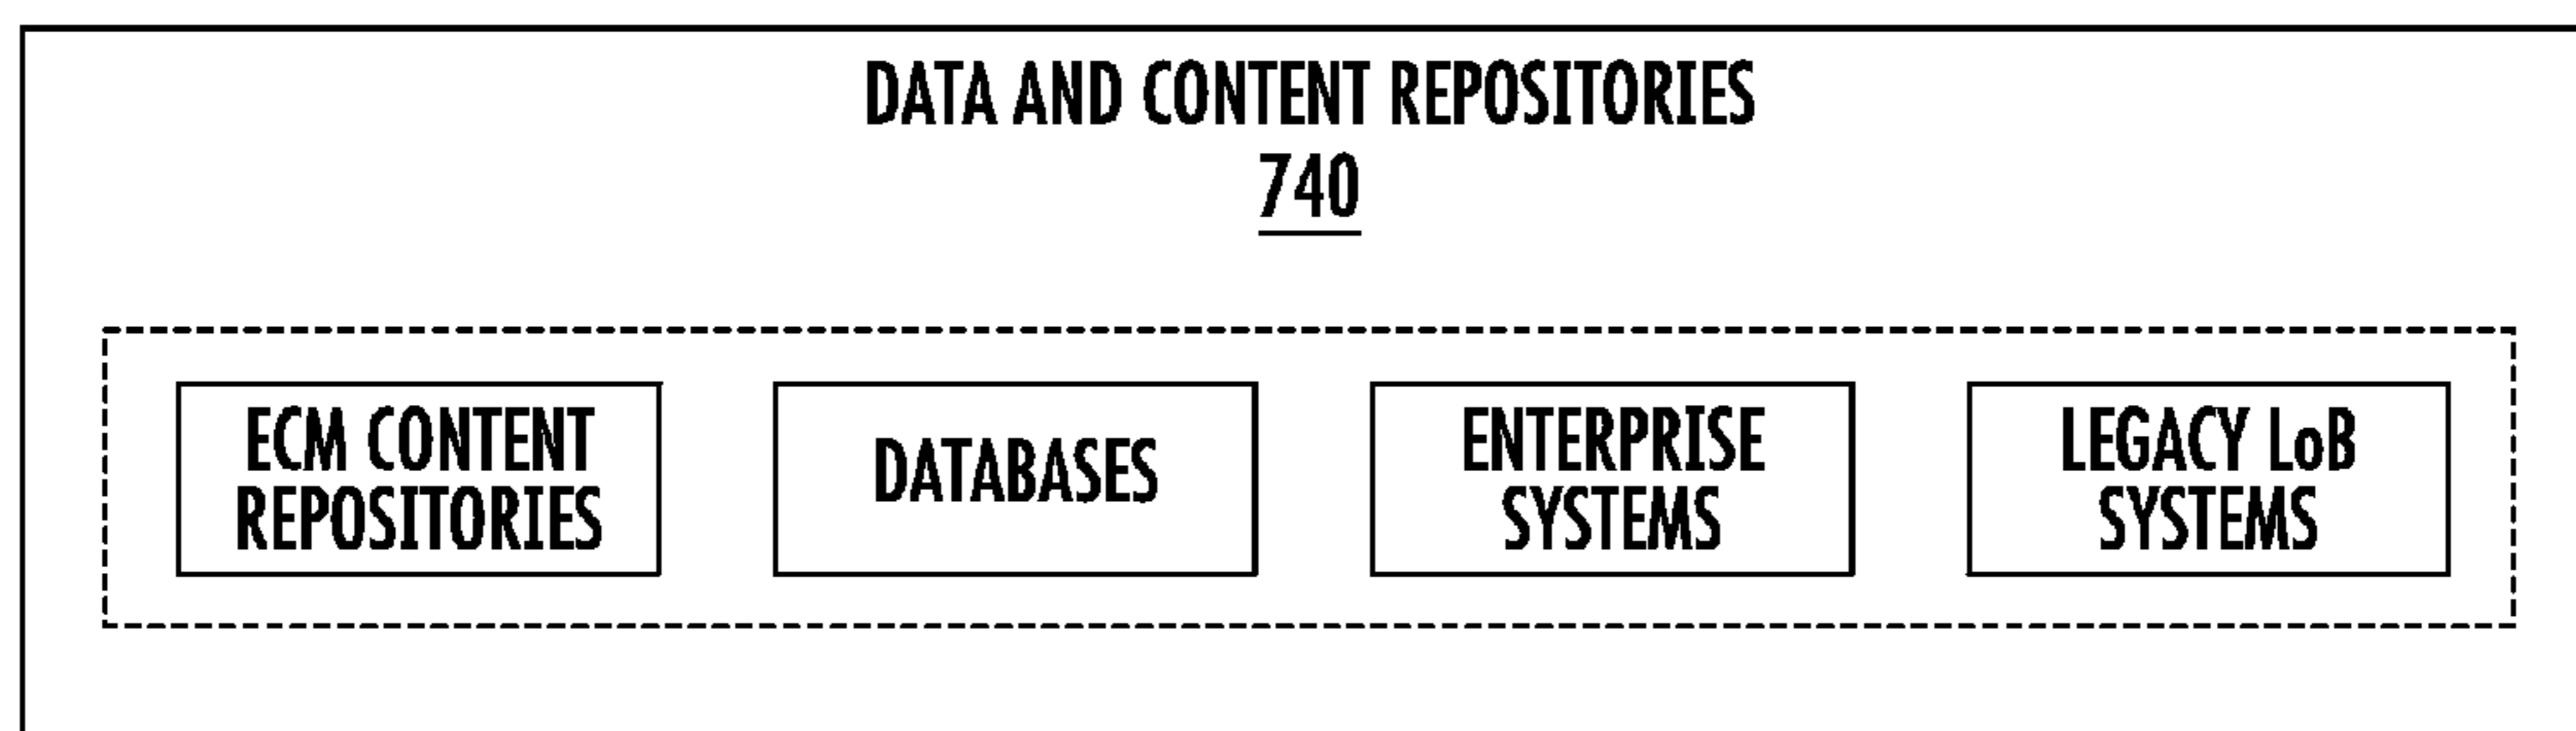 DATA AND CONTENT REPOSITORIES
740
ECM CONTENT
REPOSITORIES
DATABASES
ENTERPRISE
SYSTEMS
LEGACY LoB
SYSTEMS